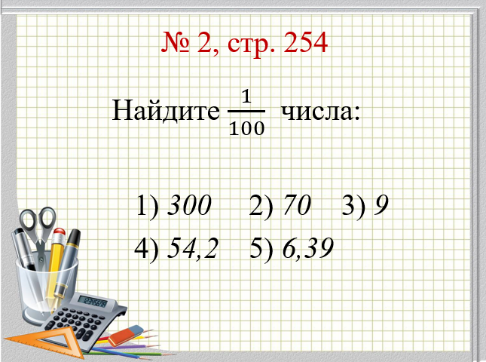 № 2, стр. 254
Найдите 1/100 числа:
1) 300 2) 70 3) 9
4) 54,2 5) 6,39